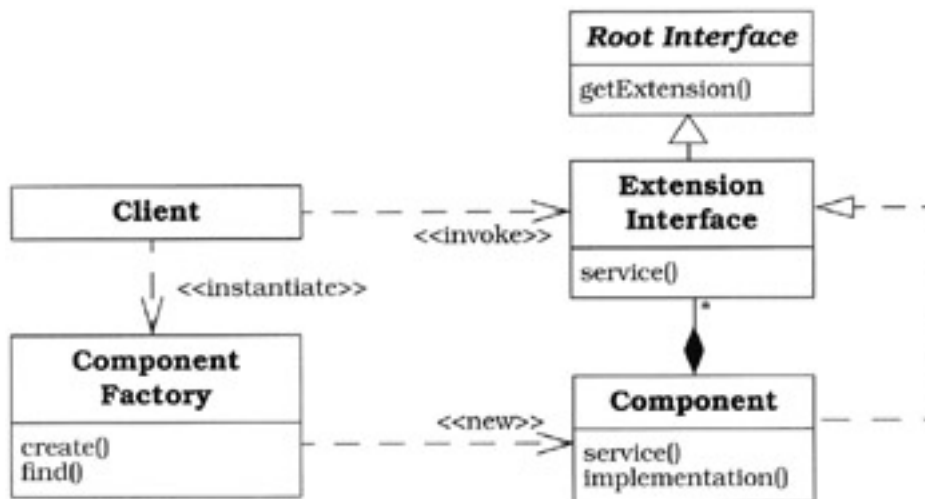 Root Interface
getExtension()
Client
<<invoke>>
Extension
Interface
service()
<<instantiate>>
*
Component
Factory
create()
find()
<<new>>
Component
service()
implementation()